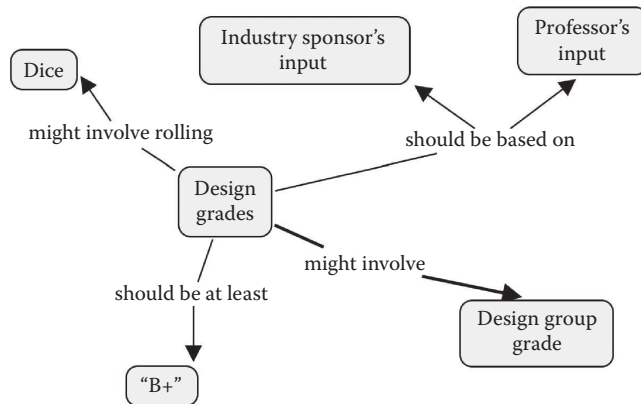 Industry sponsor's
input
Professor's
input
Dice
might involve rolling
should be based on
Design
grades
might involve
should be at least
Design group
grade
“B+”